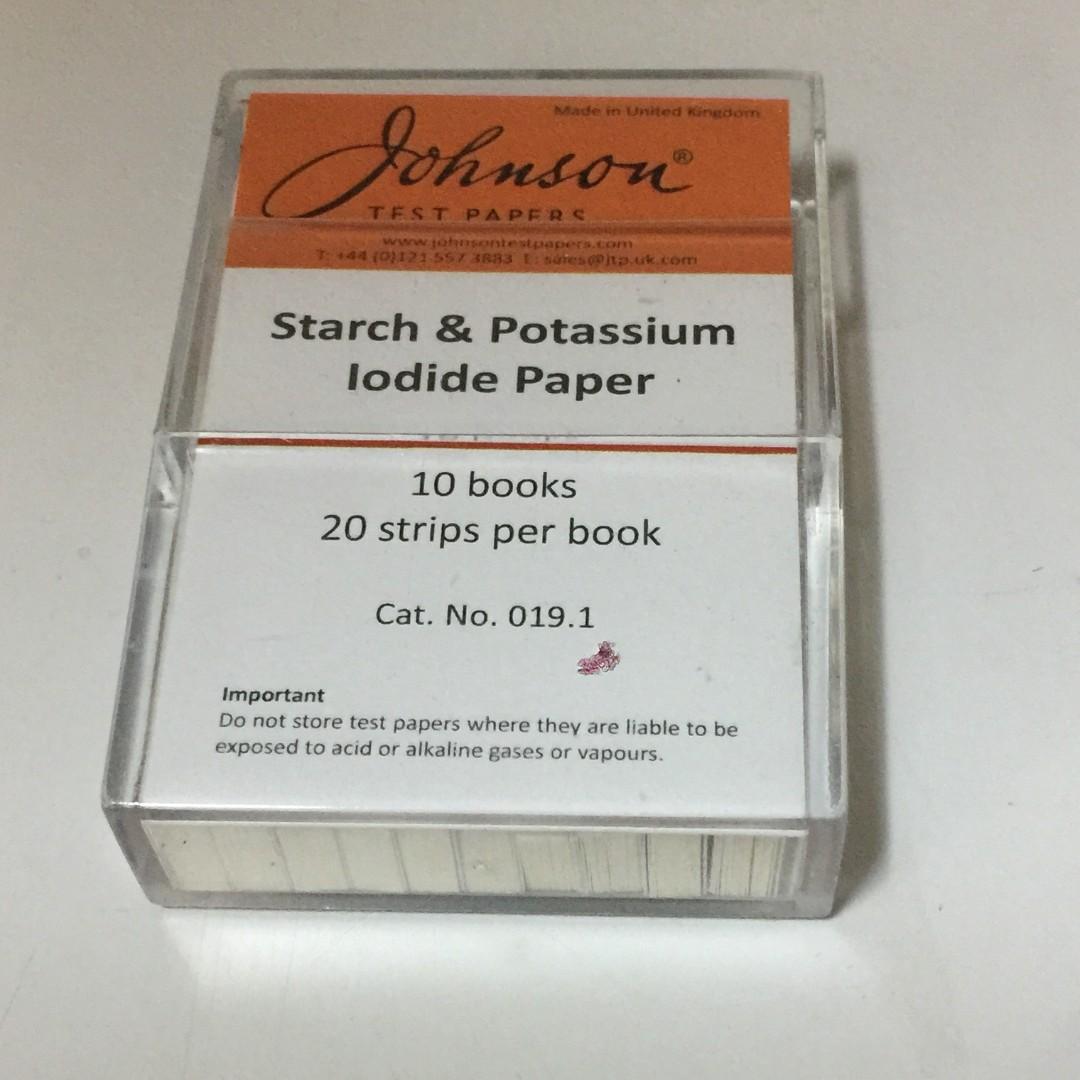 Made in United Kingdom
Johnson®
TEST PAPERS
www.johnsontestpapers.com
T: +44 (0)121 557 3883 E: sales@jtp.uk.com
Starch & Potassium
Iodide Paper
10 books
20 strips per book
Cat. No. 019.1
Important
Do not store test papers where they are liable to be
exposed to acid or alkaline gases or vapours.